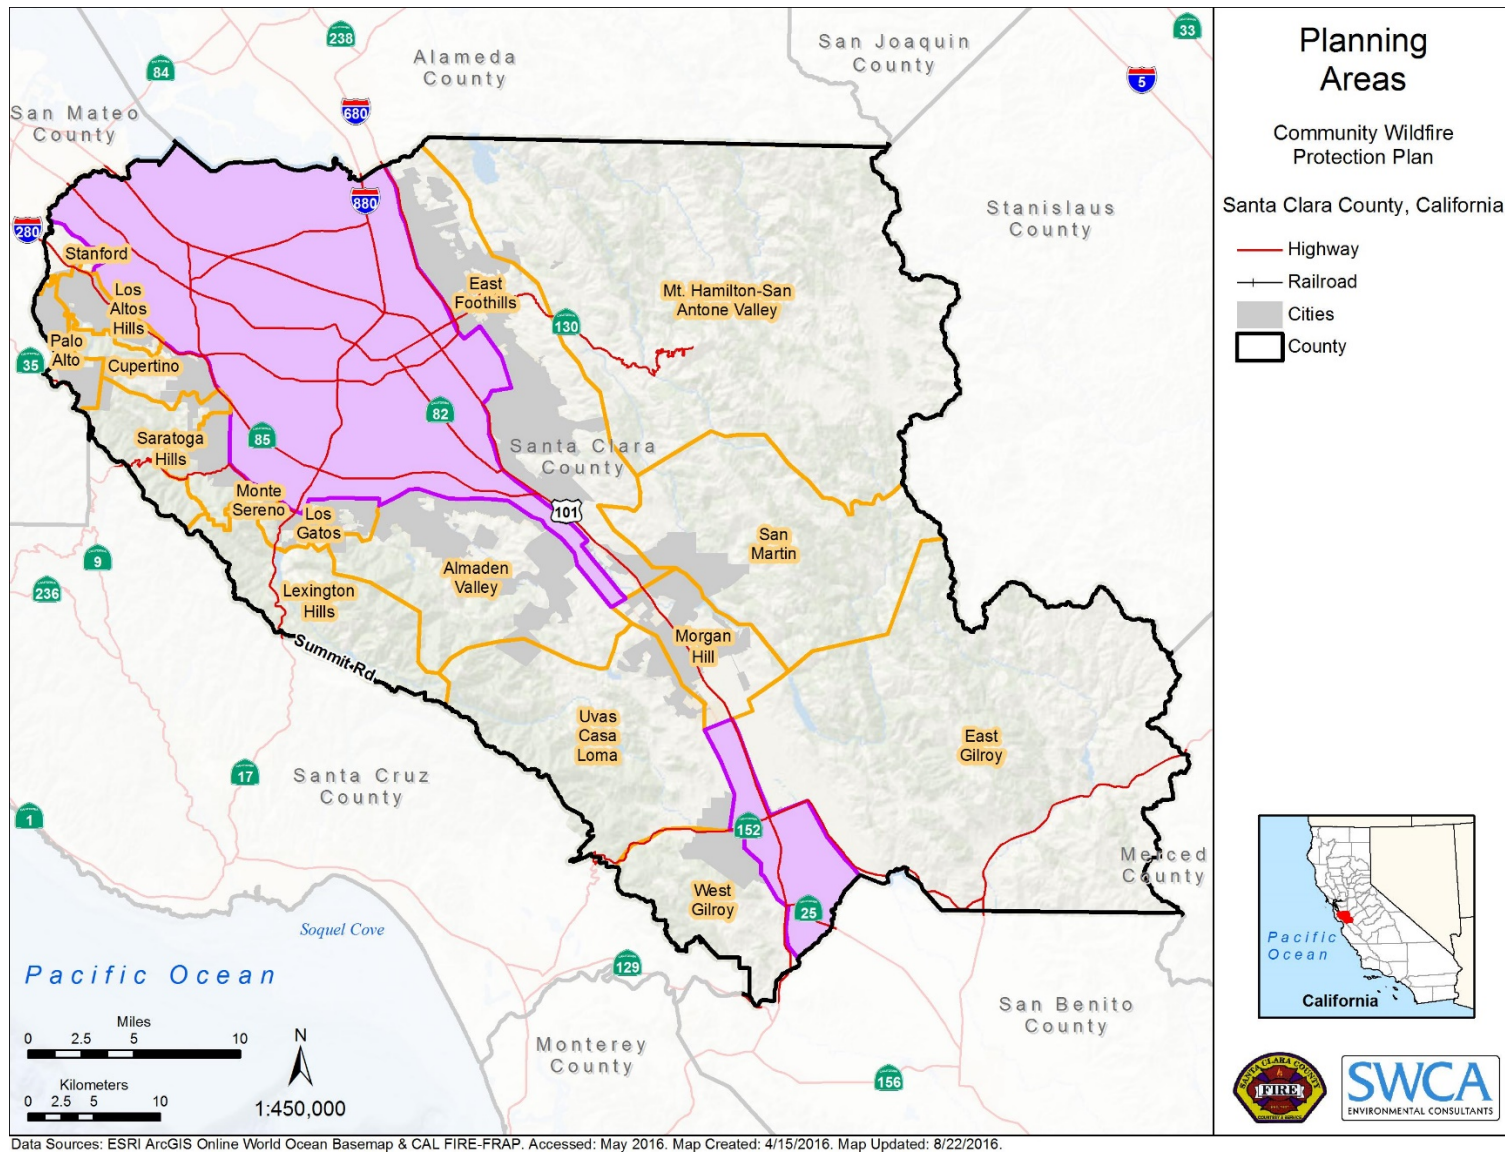 Planning
Areas
Community Wildfire
Protection Plan
Santa Clara County, California
Highway
Railroad
Cities
County
238
84
680
33
5
Alameda
County
San Joaquin
County
San Mateo
County
Stanislaus
County
880
280
Stanford
Los
Altos
Hills
Palo
Alto
35
Cupertino
East
Foothills
130
Mt. Hamilton-San
Antone Valley
82
85
Santa Clara
County
Saratoga
Hills
Monte
Sereno
Los
Gatos
101
San
Martin
9
236
Lexington
Hills
Almaden
Valley
Summit Rd
Morgan
Hill
Uvas
Casa
Loma
East
Gilroy
17
Santa Cruz
County
1
152
Merced
County
West
Gilroy
25
Soquel Cove
Pacific Ocean
129
San Benito
County
Monterey
County
156
Miles
0 2.5 5 10
Kilometers
0 2.5 5 10
N
1:450,000
Pacific
Ocean
California
SANTA CLARA COUNTY
FIRE
COURTESY & SERVICE
SWCA
ENVIRONMENTAL CONSULTANTS
Data Sources: ESRI ArcGIS Online World Ocean Basemap & CAL FIRE-FRAP. Accessed: May 2016. Map Created: 4/15/2016. Map Updated: 8/22/2016.